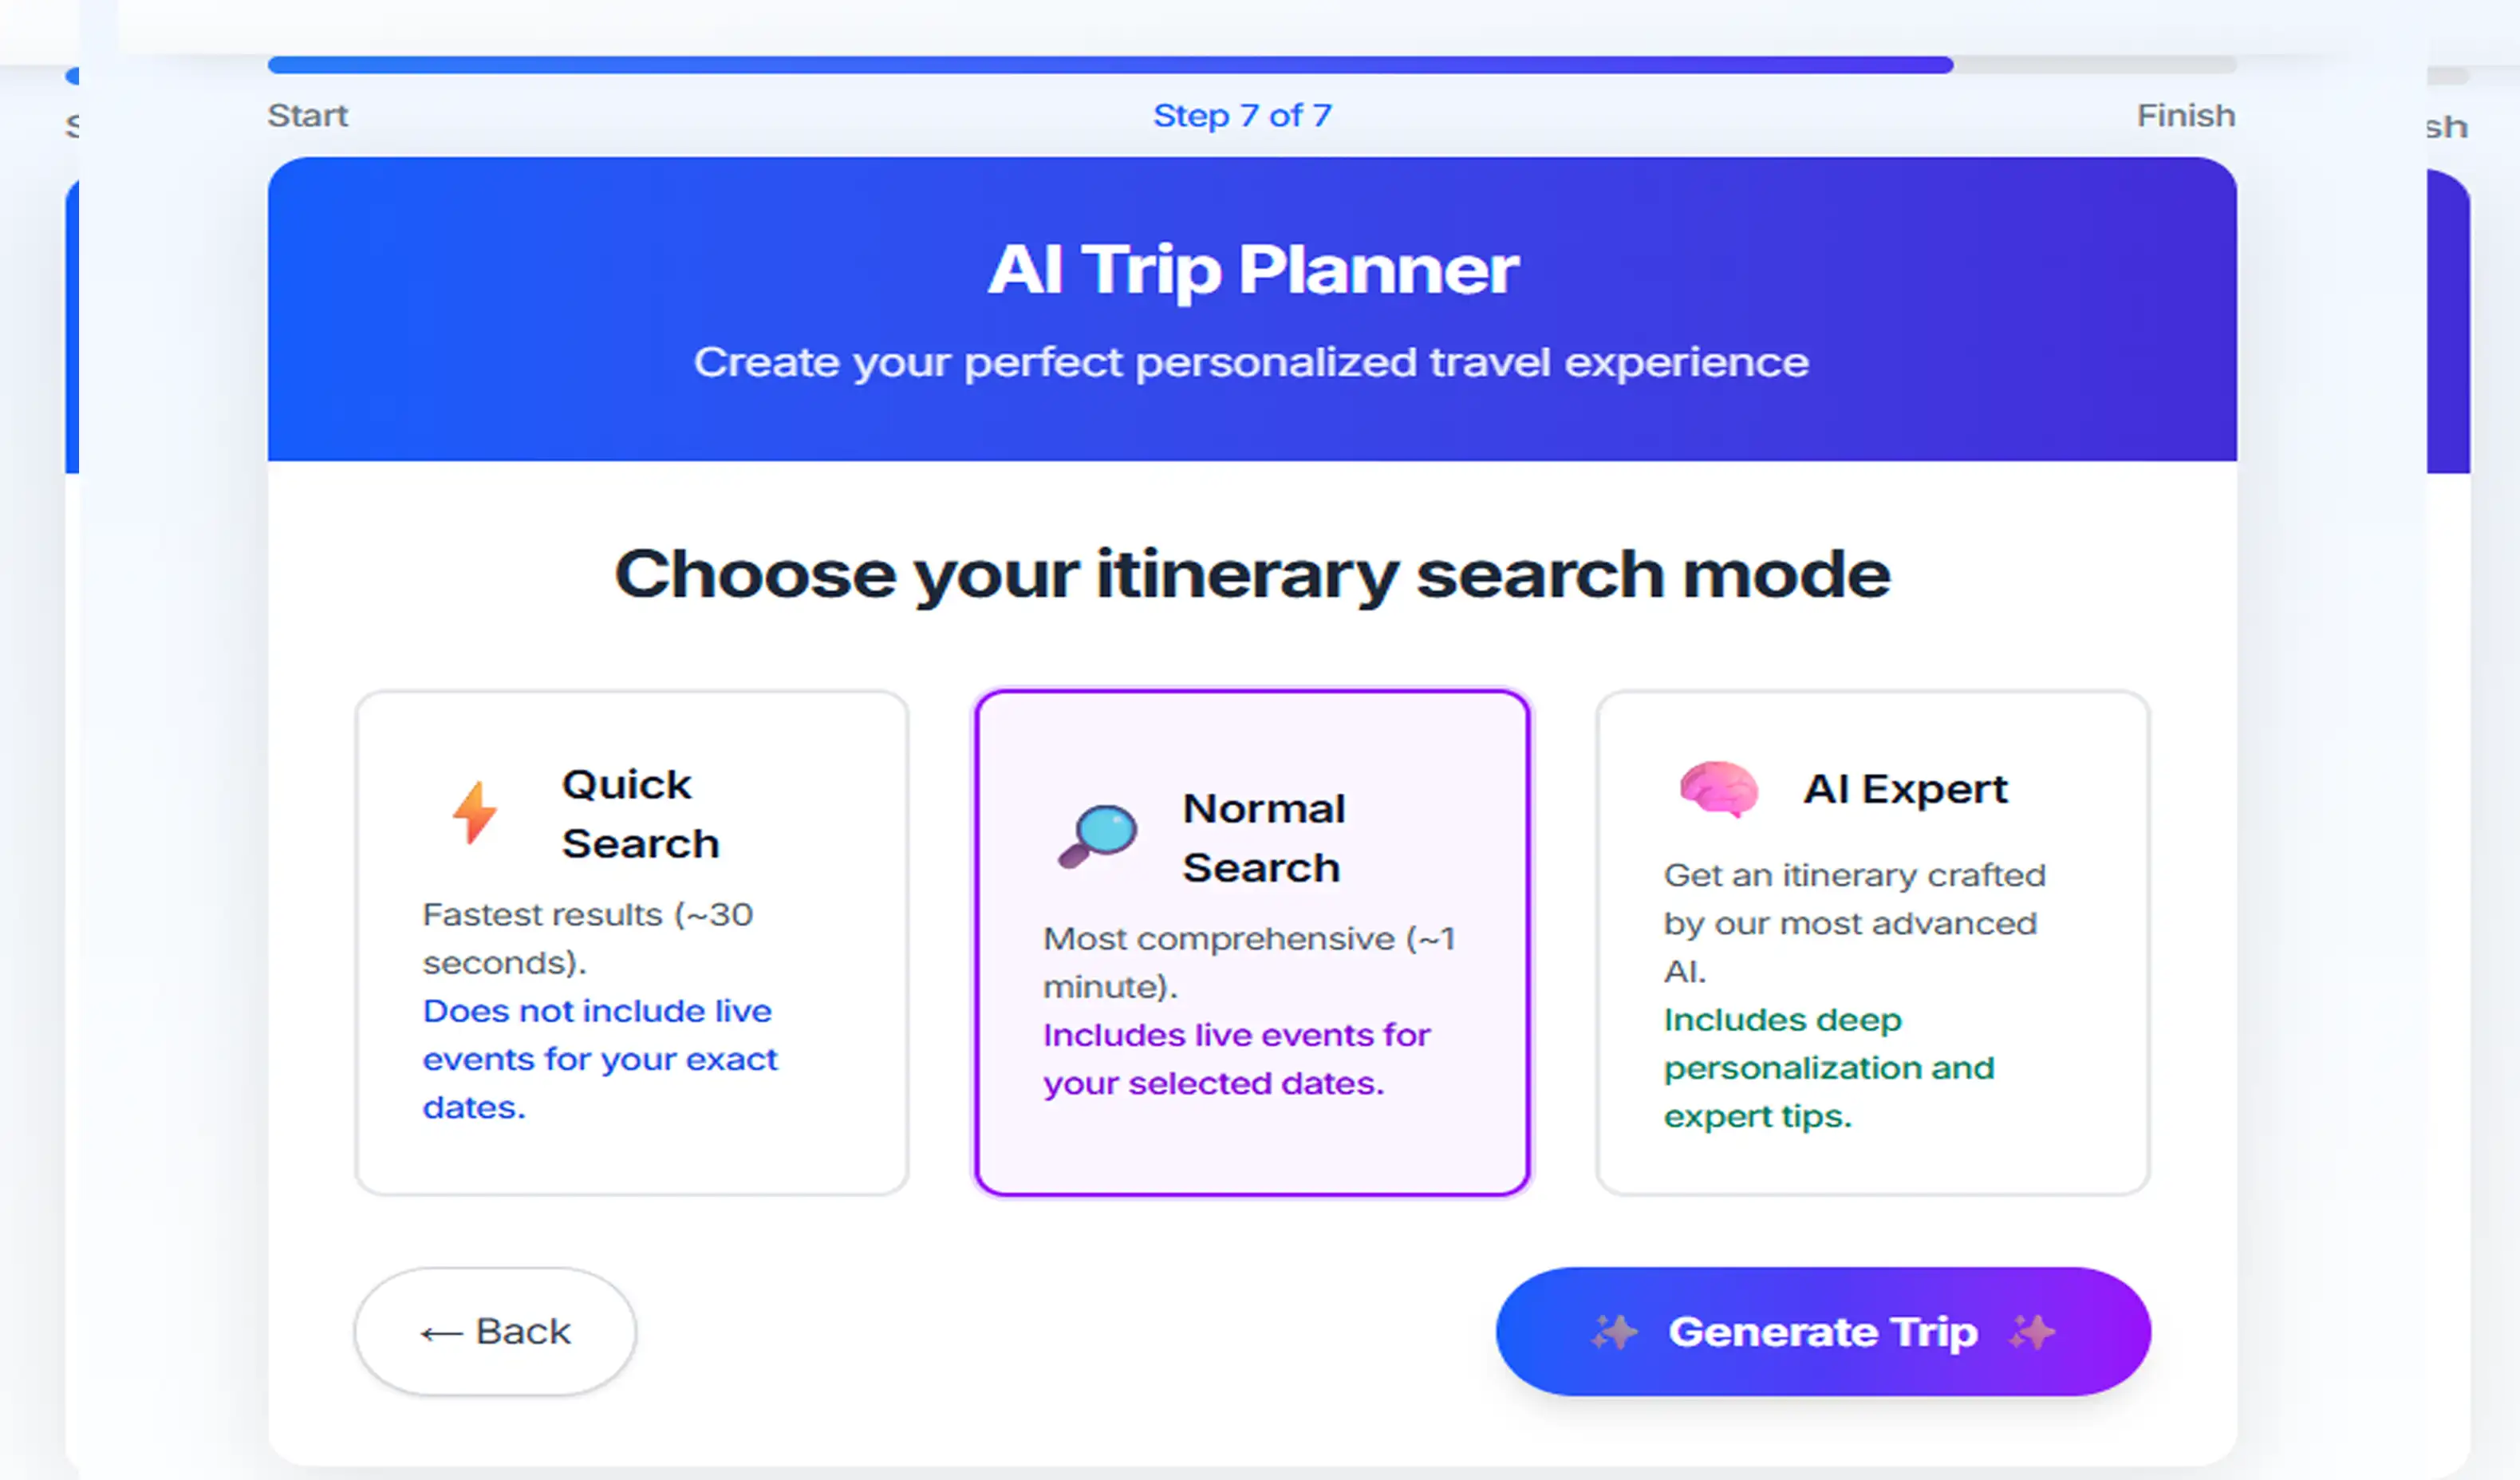 Start
Step 7 of 7
Finish
S
sh
AI Trip Planner
Create your perfect personalized travel experience
Choose your itinerary search mode
Quick
Search
Fastest results (~30
seconds).
Does not include live
events for your exact
dates.
Normal
Search
Most comprehensive (~1
minute).
Includes live events for
your selected dates.
AI Expert
Get an itinerary crafted
by our most advanced
AI.
Includes deep
personalization and
expert tips.
← Back
Generate Trip